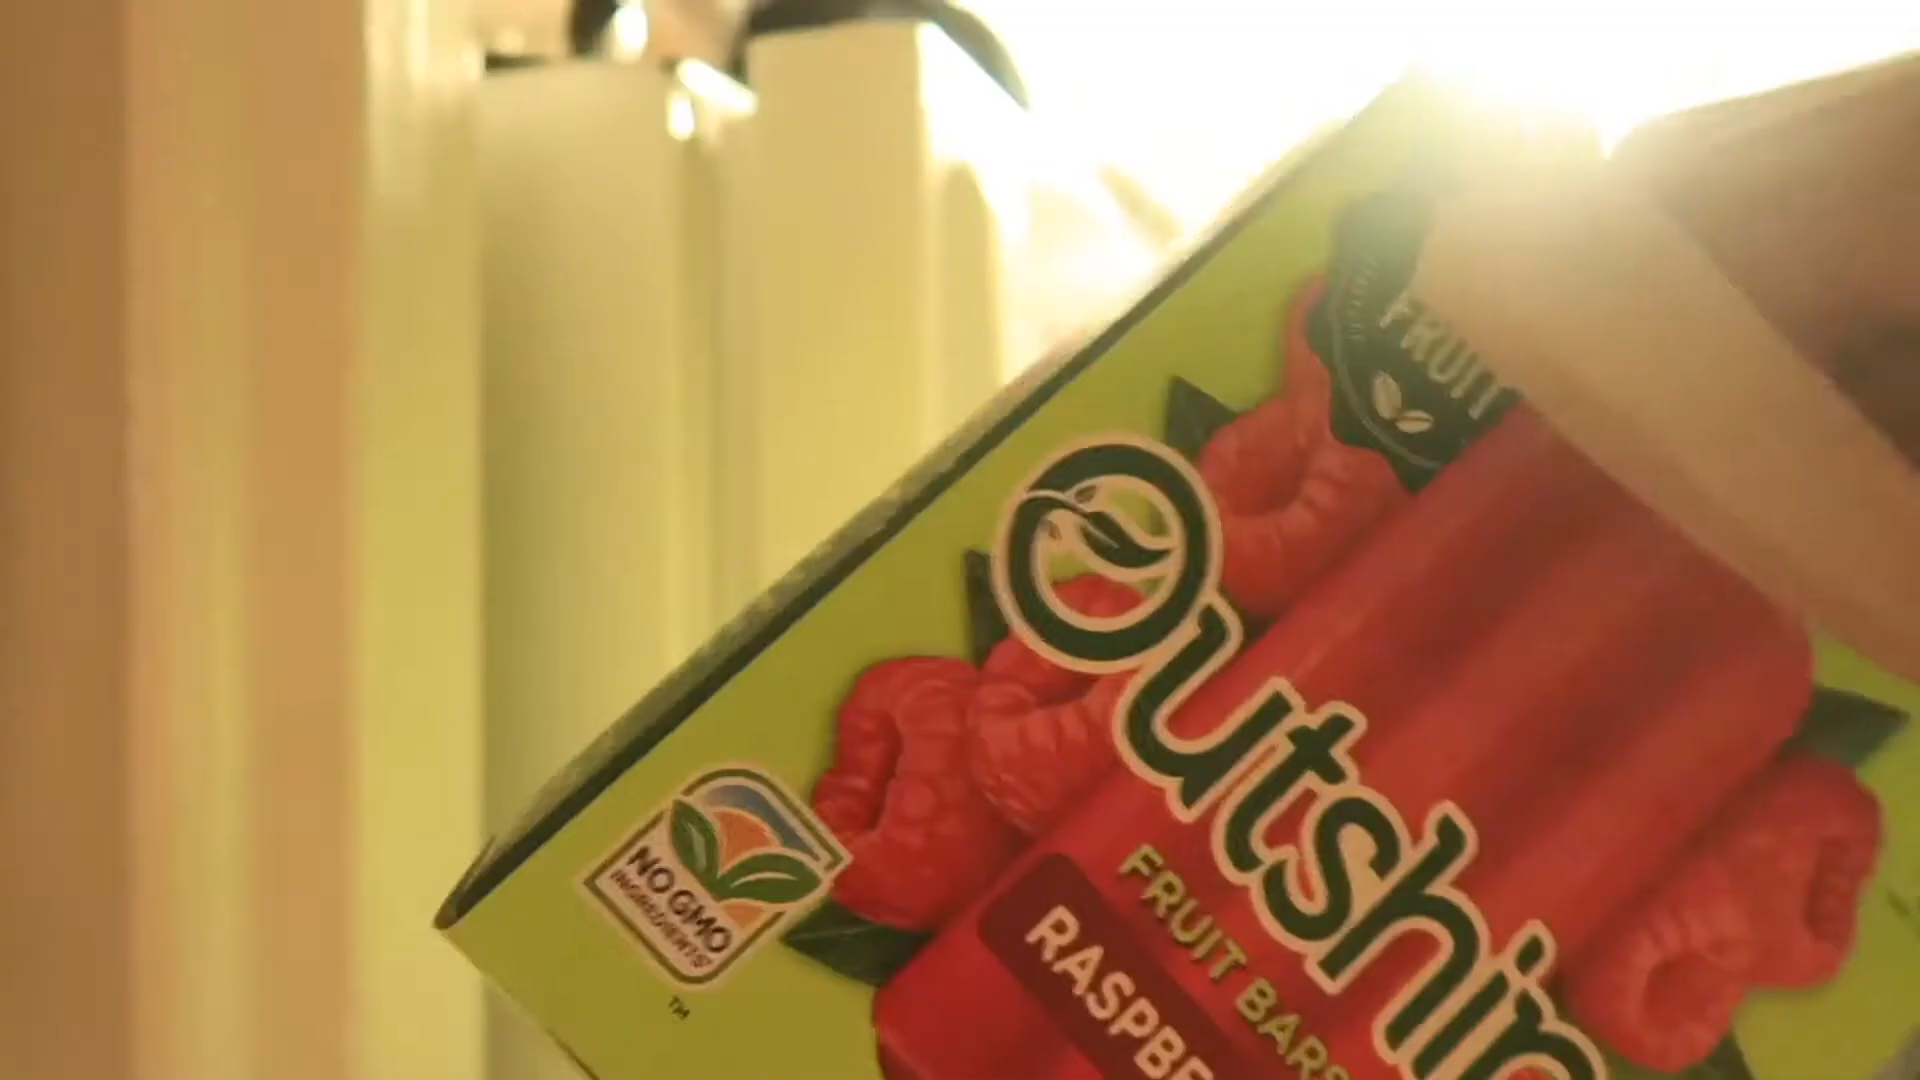 FRUIT
Outshin
FRUIT BARS
RASPBE
NO GMO
INGREDIENTS
TM